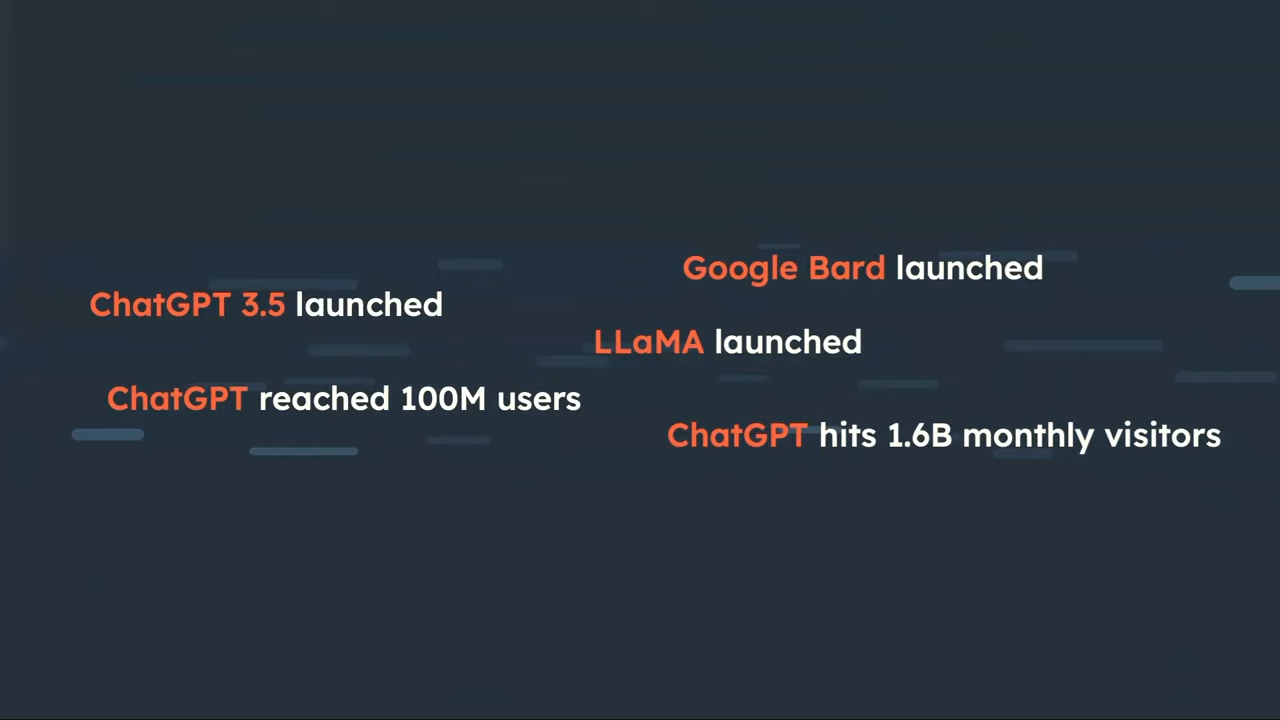 Google Bard launched
ChatGPT 3.5 launched
LLaMA launched
ChatGPT reached 100M users
ChatGPT hits 1.6B monthly visitors